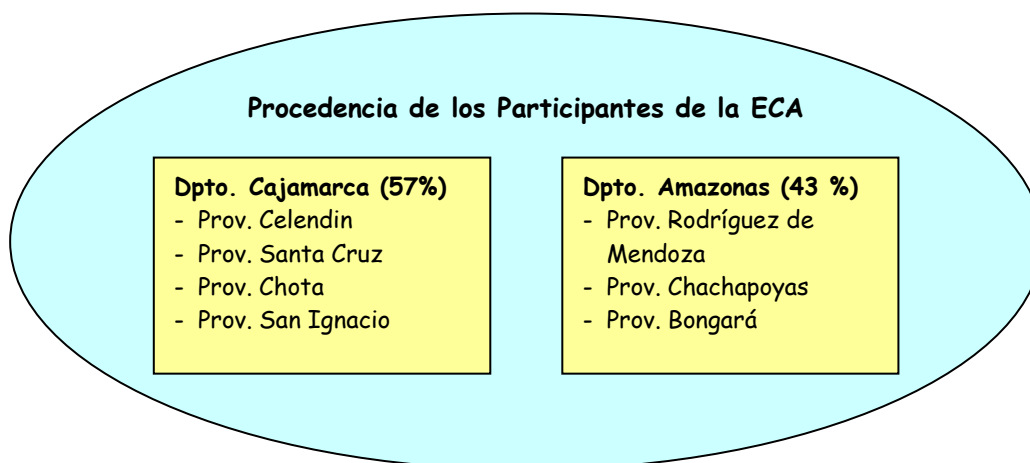 Procedencia de los Participantes de la ECA
Dpto. Cajamarca (57%)
- Prov. Celendin
- Prov. Santa Cruz
- Prov. Chota
- Prov. San Ignacio
Dpto. Amazonas (43 %)
- Prov. Rodríguez de
Mendoza
- Prov. Chachapoyas
- Prov. Bongará